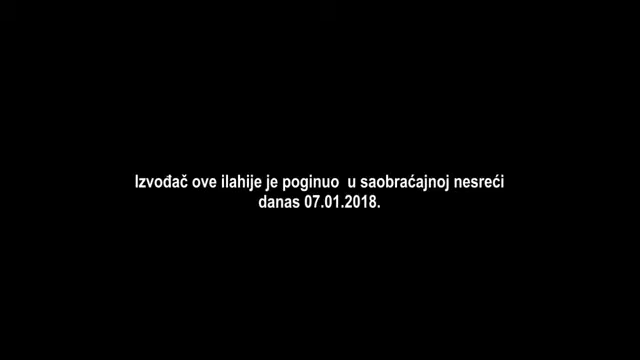 Izvođač ove ilahije je poginuo  u saobraćajnoj nesreći
danas 07.01.2018.